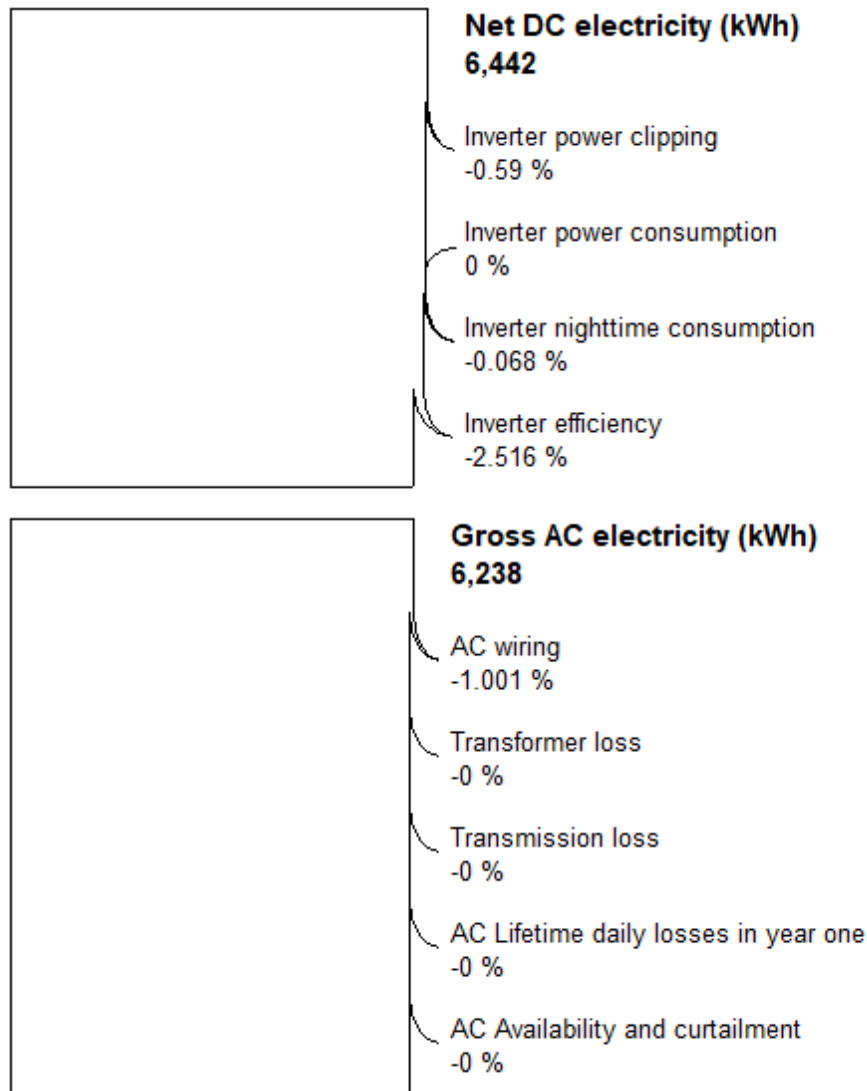 Net DC electricity (kWh)
6,442
Inverter power clipping
-0.59 %
Inverter power consumption
0 %
Inverter nighttime consumption
-0.068 %
Inverter efficiency
-2.516 %
Gross AC electricity (kWh)
6,238
AC wiring
-1.001 %
Transformer loss
-0 %
Transmission loss
-0 %
AC Lifetime daily losses in year one
-0 %
AC Availability and curtailment
-0 %